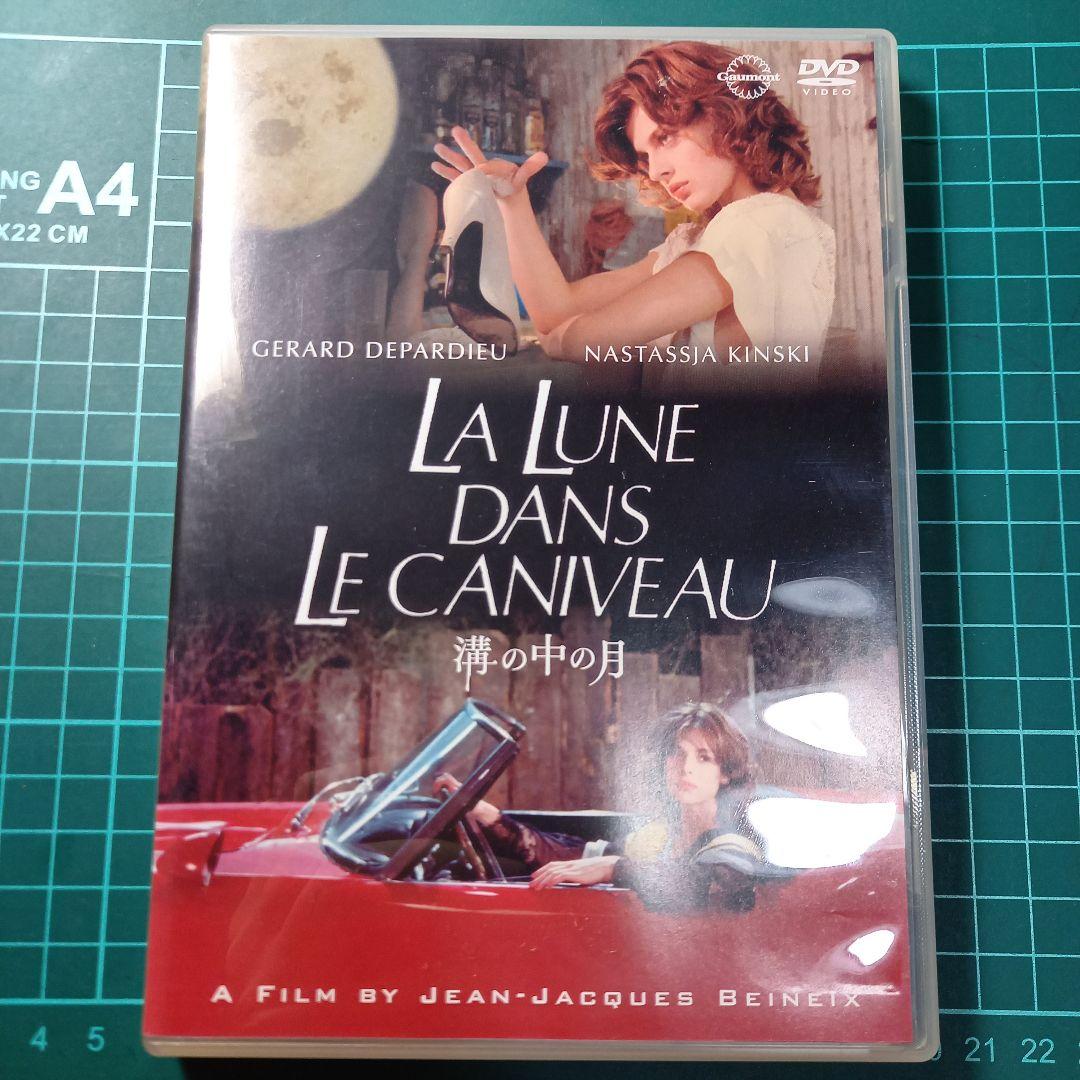 NG A4
X22 CM
Gaumont
DVD
VIDEO
GERARD DEPARDIEU NASTASSJA KINSKI
LA LUNE
DANS
LE CANIVEAU
溝の中の月
A FILM BY JEAN-JACQUES BEINEIX
4 5 21 22